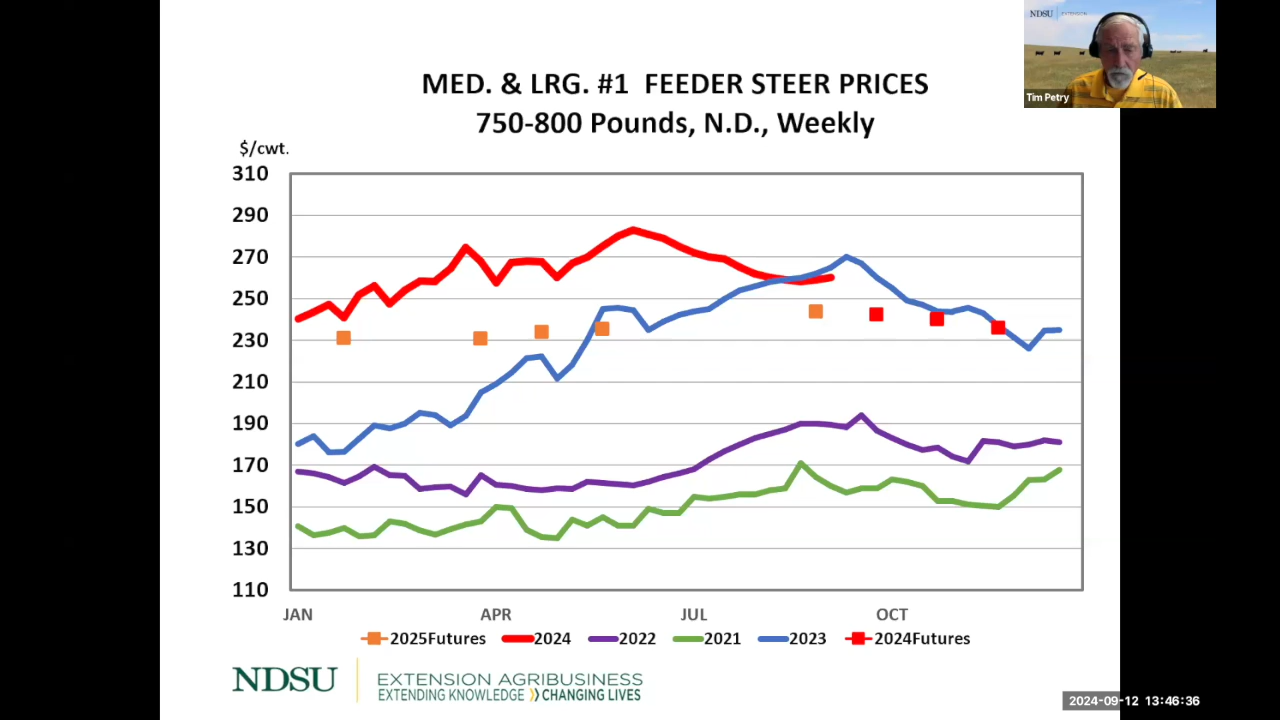 NDSU EXTENSION
Tim Petry
MED. & LRG. #1 FEEDER STEER PRICES
750-800 Pounds, N.D., Weekly
$/cwt.
310
290
270
250
230
210
190
170
150
130
110
JAN APR JUL OCT
2025Futures 2024 2022 2021 2023 2024Futures
NDSU EXTENSION AGRIBUSINESS
EXTENDING KNOWLEDGE CHANGING LIVES
2024-09-12 13:46:36